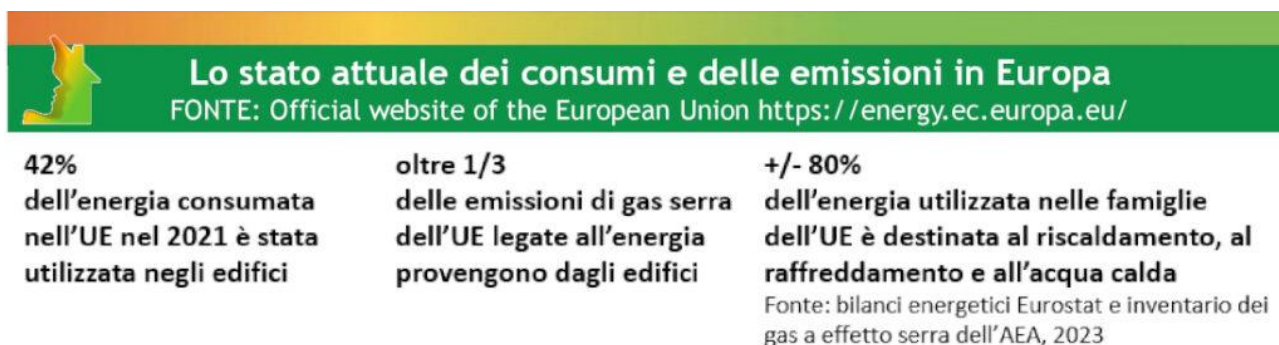 Lo stato attuale dei consumi e delle emissioni in Europa
FONTE: Official website of the European Union https://energy.ec.europa.eu/
42%
dell'energia consumata
nell'UE nel 2021 è stata
utilizzata negli edifici
oltre 1/3
delle emissioni di gas serra
dell'UE legate all'energia
provengono dagli edifici
+/- 80%
dell'energia utilizzata nelle famiglie
dell'UE è destinata al riscaldamento, al
raffreddamento e all'acqua calda
Fonte: bilanci energetici Eurostat e inventario dei
gas a effetto serra dell'AEA, 2023